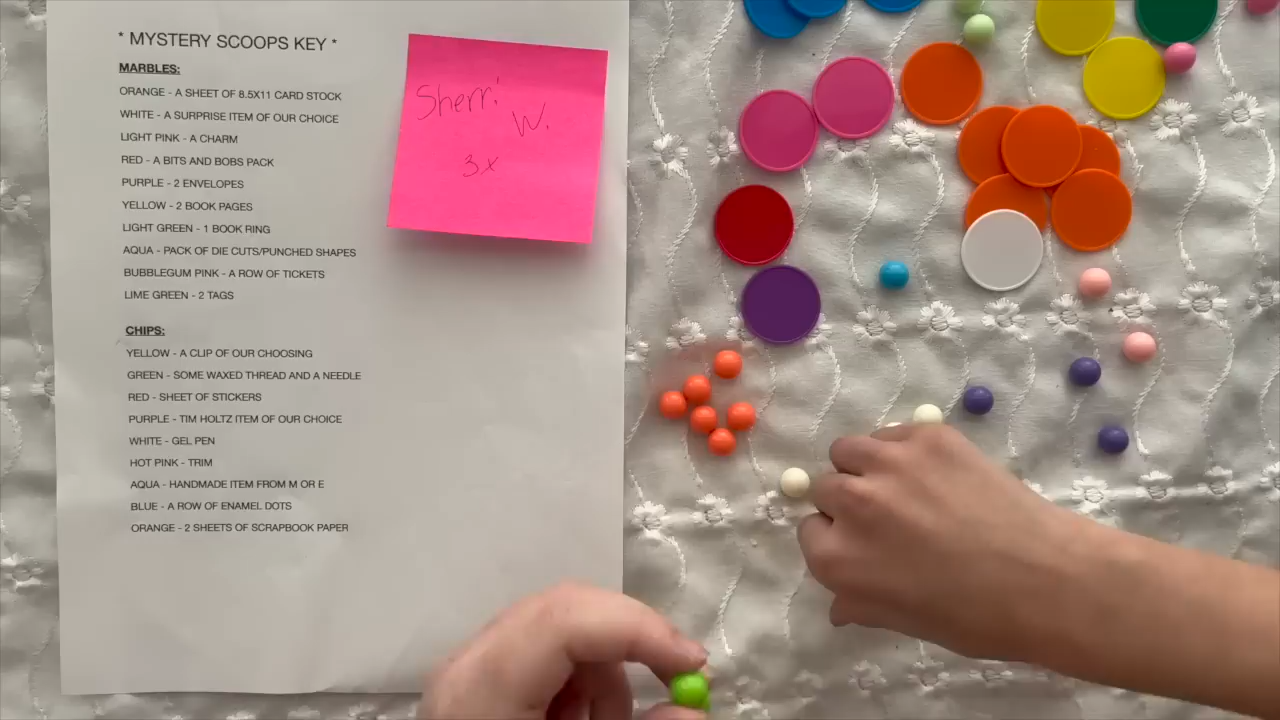 * MYSTERY SCOOPS KEY *
MARBLES:
ORANGE - A SHEET OF 8.5X11 CARD STOCK
WHITE - A SURPRISE ITEM OF OUR CHOICE
LIGHT PINK - A CHARM
RED - A BITS AND BOBS PACK
PURPLE - 2 ENVELOPES
YELLOW - 2 BOOK PAGES
LIGHT GREEN - 1 BOOK RING
AQUA - PACK OF DIE CUTS/PUNCHED SHAPES
BUBBLEGUM PINK - A ROW OF TICKETS
LIME GREEN - 2 TAGS
CHIPS:
YELLOW - A CLIP OF OUR CHOOSING
GREEN - SOME WAXED THREAD AND A NEEDLE
RED - SHEET OF STICKERS
PURPLE - TIM HOLTZ ITEM OF OUR CHOICE
WHITE - GEL PEN
HOT PINK - TRIM
AQUA - HANDMADE ITEM FROM M OR E
BLUE - A ROW OF ENAMEL DOTS
ORANGE - 2 SHEETS OF SCRAPBOOK PAPER
Sherri
W.
3x